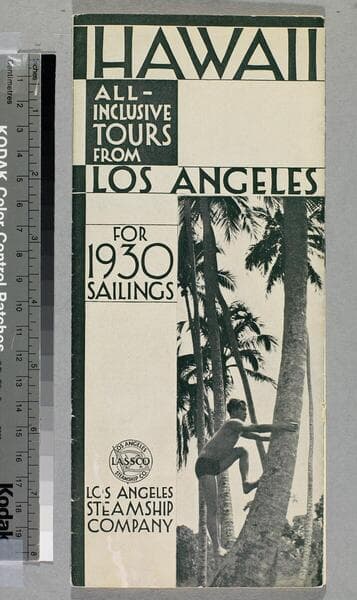 HAWAII
ALL-
INCLUSIVE
TOURS
FROM
LOS ANGELES
FOR
1930
SAILINGS
LOS ANGELES
LASSCO
STEAMSHIP CO
LOS ANGELES
STEAMSHIP
COMPANY
KODAK Color Control Patches
Kodak